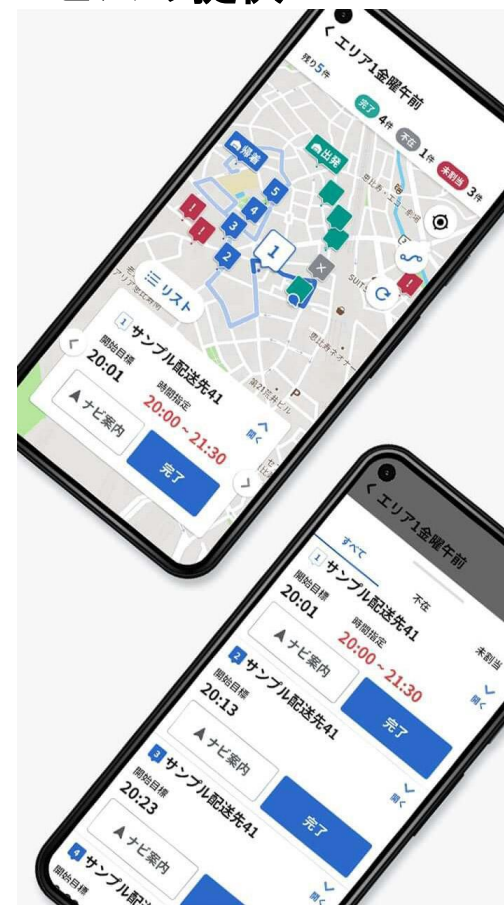 エリア1金曜午前
残り5件
完了 4件 不在 1件 未割当 3件
帰着
出発
5
4
3
2
1
リスト
1 サンプル配送先41
開始目標 時間指定
20:01 20:00~21:30
開く
ナビ案内 完了
エリア1金曜午前
すべて 不在 未割当
1 サンプル配送先41
開始目標 時間指定
20:01 20:00~21:30
開く
ナビ案内 完了
2 サンプル配送先41
開始目標
20:13
開く
ナビ案内 完了
3 サンプル配送先41
開始目標
20:23
開く
ナビ案内
4 サンプル配
開始目標